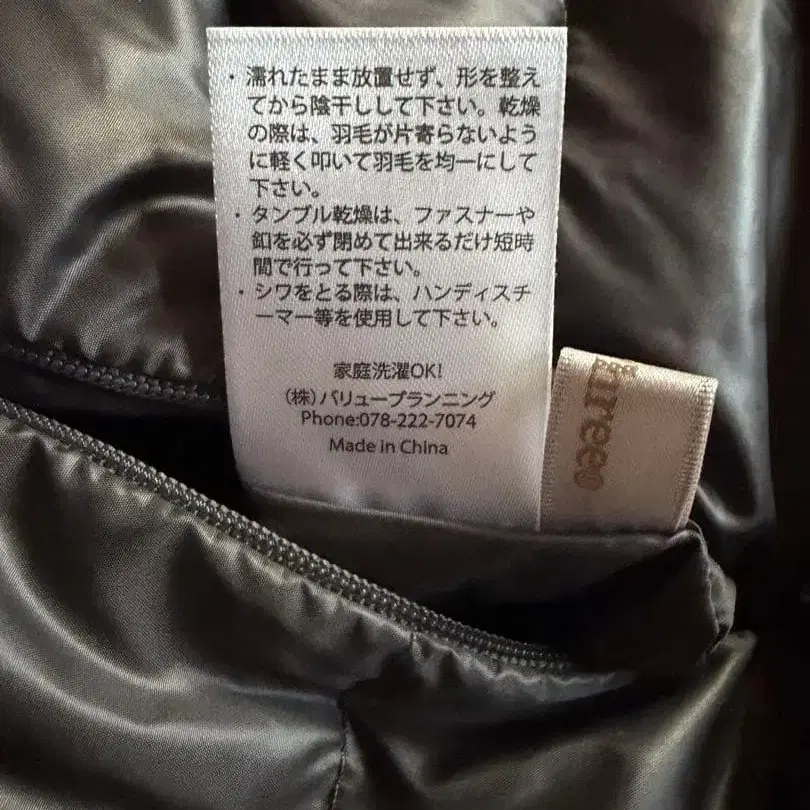 ・濡れたまま放置せず、形を整え
てから陰干しして下さい。乾燥
の際は、羽毛が片寄らないよう
に軽く叩いて羽毛を均一にして
下さい。
・タンブル乾燥は、ファスナーや
釦を必ず閉めて出来るだけ短時
間で行って下さい。
・シワをとる際は、ハンディスチ
ーマー等を使用して下さい。
家庭洗濯OK!
(株)バリュープランニング
Phone:078-222-7074
Made in China